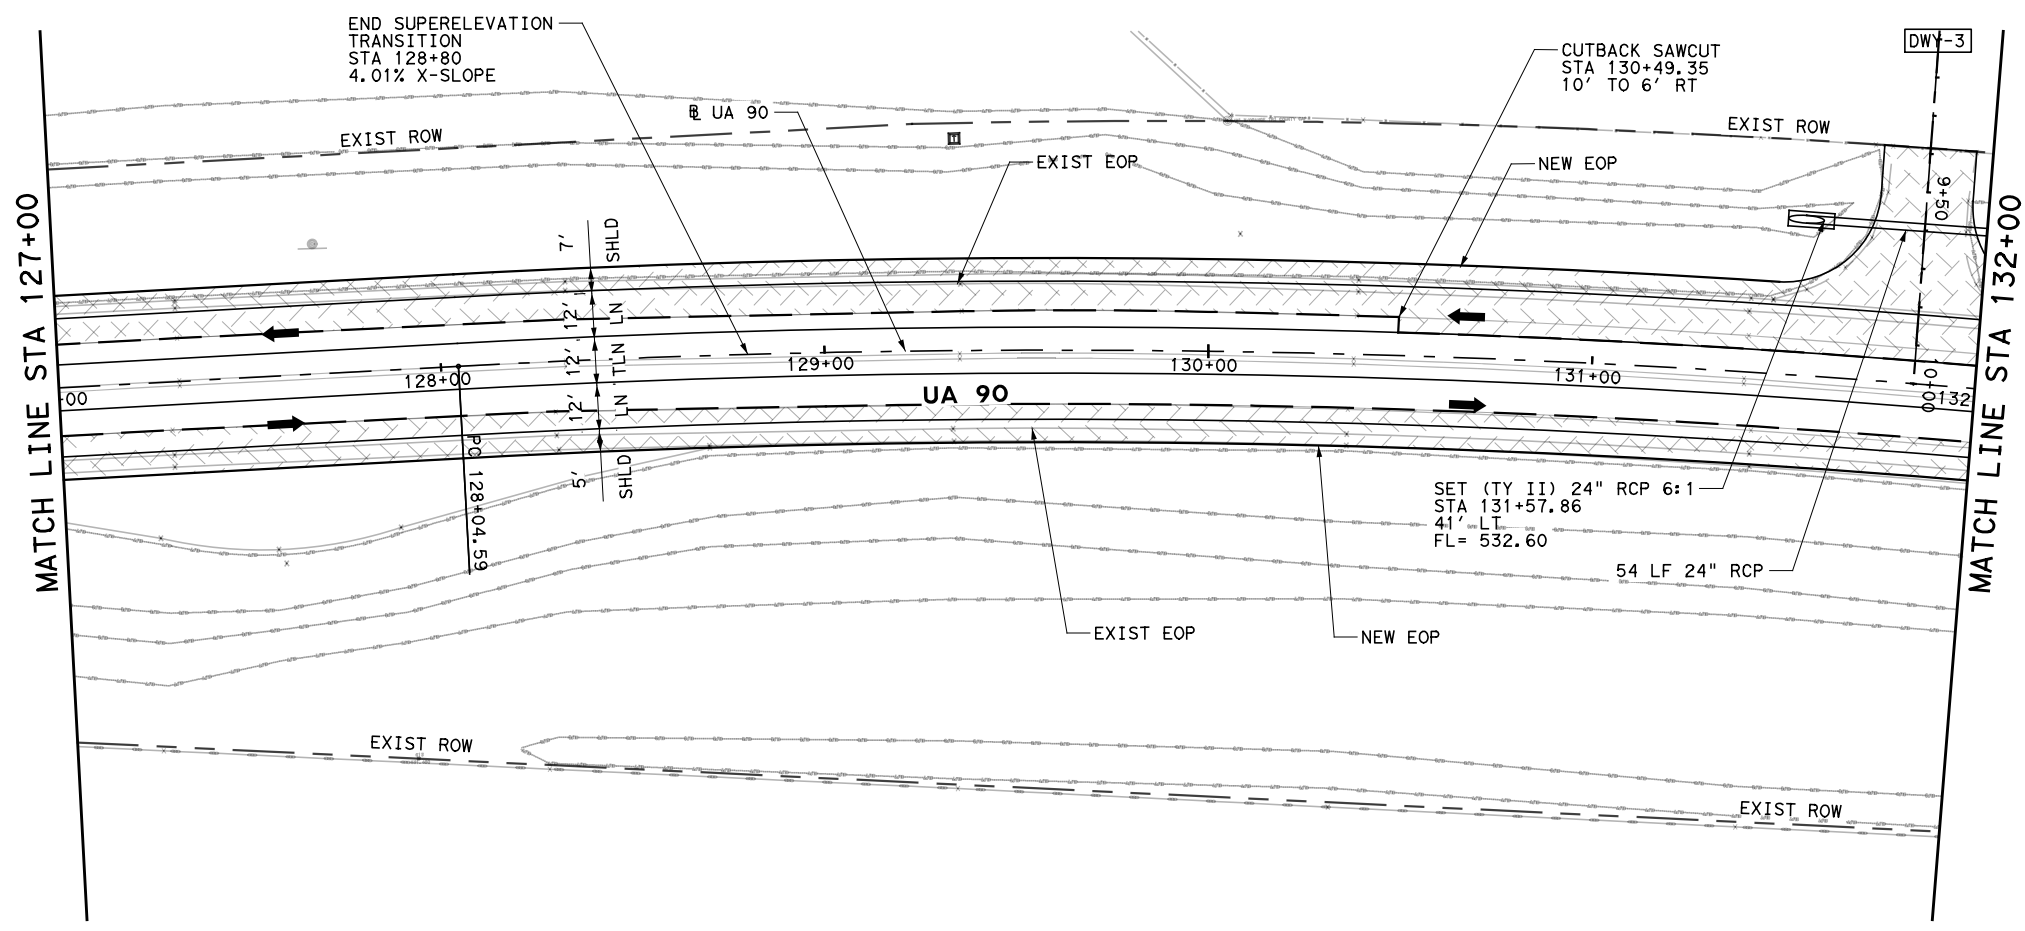 END SUPERELEVATION
TRANSITION
STA 128+80
4.01% X-SLOPE
CUTBACK SAWCUT
STA 130+49.35
10' TO 6' RT
DWY-3
BL UA 90
EXIST ROW
EXIST ROW
EXIST EOP
NEW EOP
9+50
MATCH LINE STA 127+00
MATCH LINE STA 132+00
7'
SHLD
12'
LN
12'
TLN
12'
LN
5'
SHLD
00
128+00
129+00
130+00
131+00
132
10+00
UA 90
PC 128+04.59
SET (TY II) 24" RCP 6:1
STA 131+57.86
41' LT
FL= 532.60
54 LF 24" RCP
EXIST EOP
NEW EOP
EXIST ROW
EXIST ROW